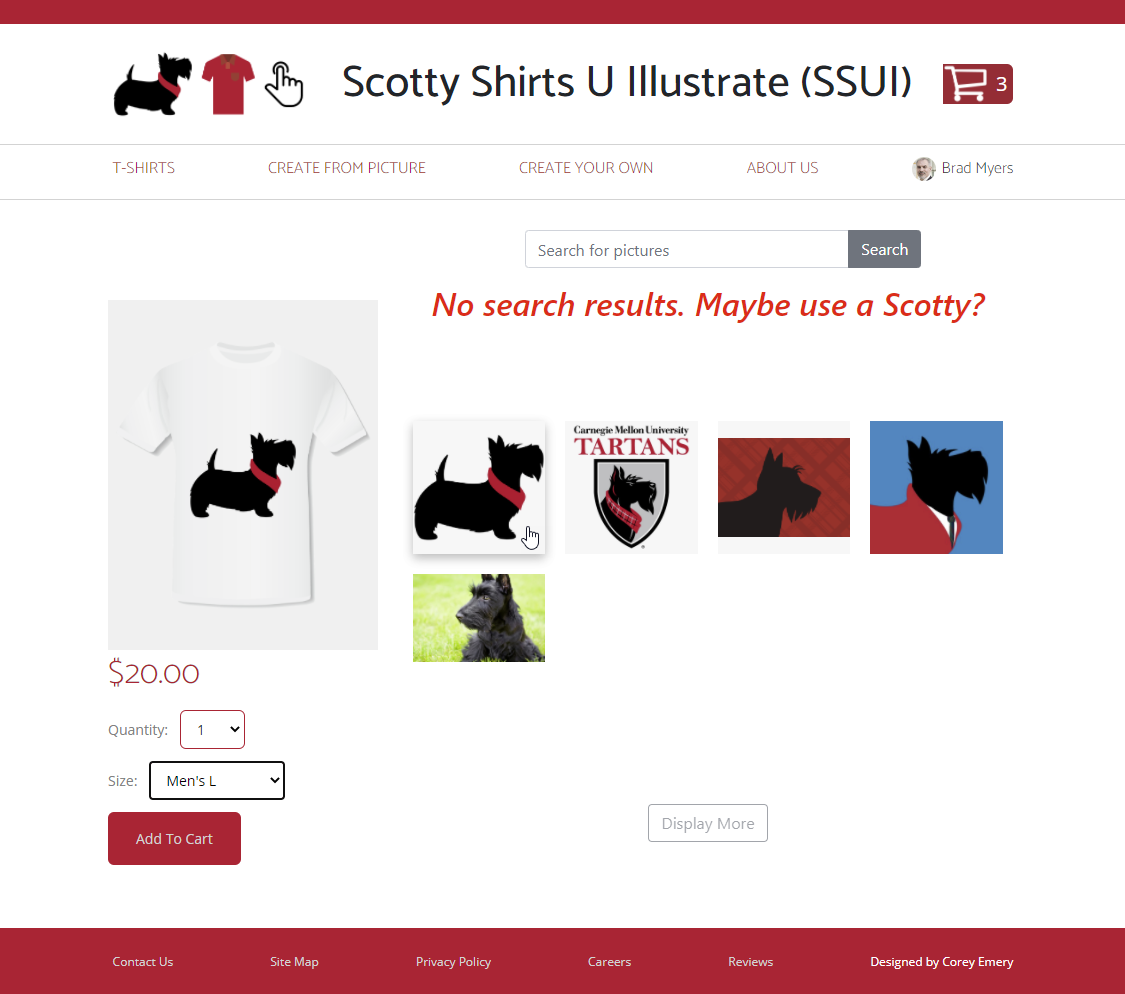 Scotty Shirts U Illustrate (SSUI)
3
T-SHIRTS
CREATE FROM PICTURE
CREATE YOUR OWN
ABOUT US
Brad Myers
Search for pictures
Search
No search results. Maybe use a Scotty?
Carnegie Mellon University
TARTANS
$20.00
Quantity: 1
Size: Men's L
Display More
Add To Cart
Contact Us
Site Map
Privacy Policy
Careers
Reviews
Designed by Corey Emery